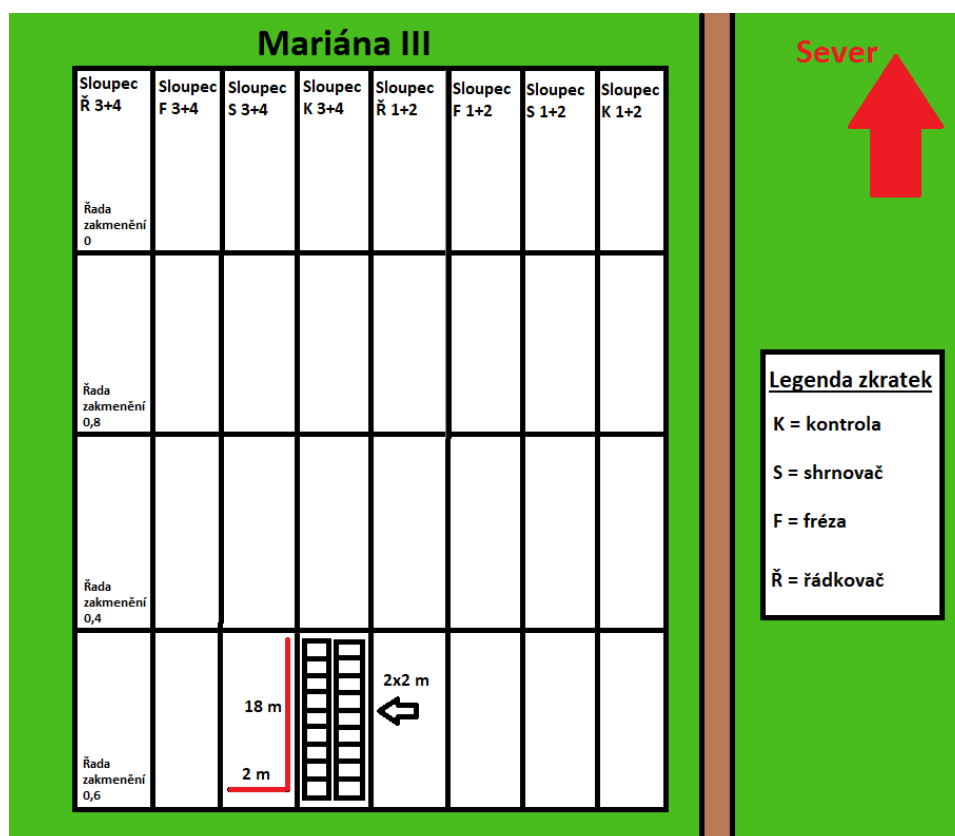 Mariána III
Sever
Sloupec
Ř 3+4
Sloupec
F 3+4
Sloupec
S 3+4
Sloupec
K 3+4
Sloupec
Ř 1+2
Sloupec
F 1+2
Sloupec
S 1+2
Sloupec
K 1+2
Řada
zakmenění
0
Řada
zakmenění
0,8
Řada
zakmenění
0,4
Řada
zakmenění
0,6
18 m
2 m
2x2 m
Legenda zkratek
K = kontrola
S = shrnovač
F = fréza
Ř = řádkovač